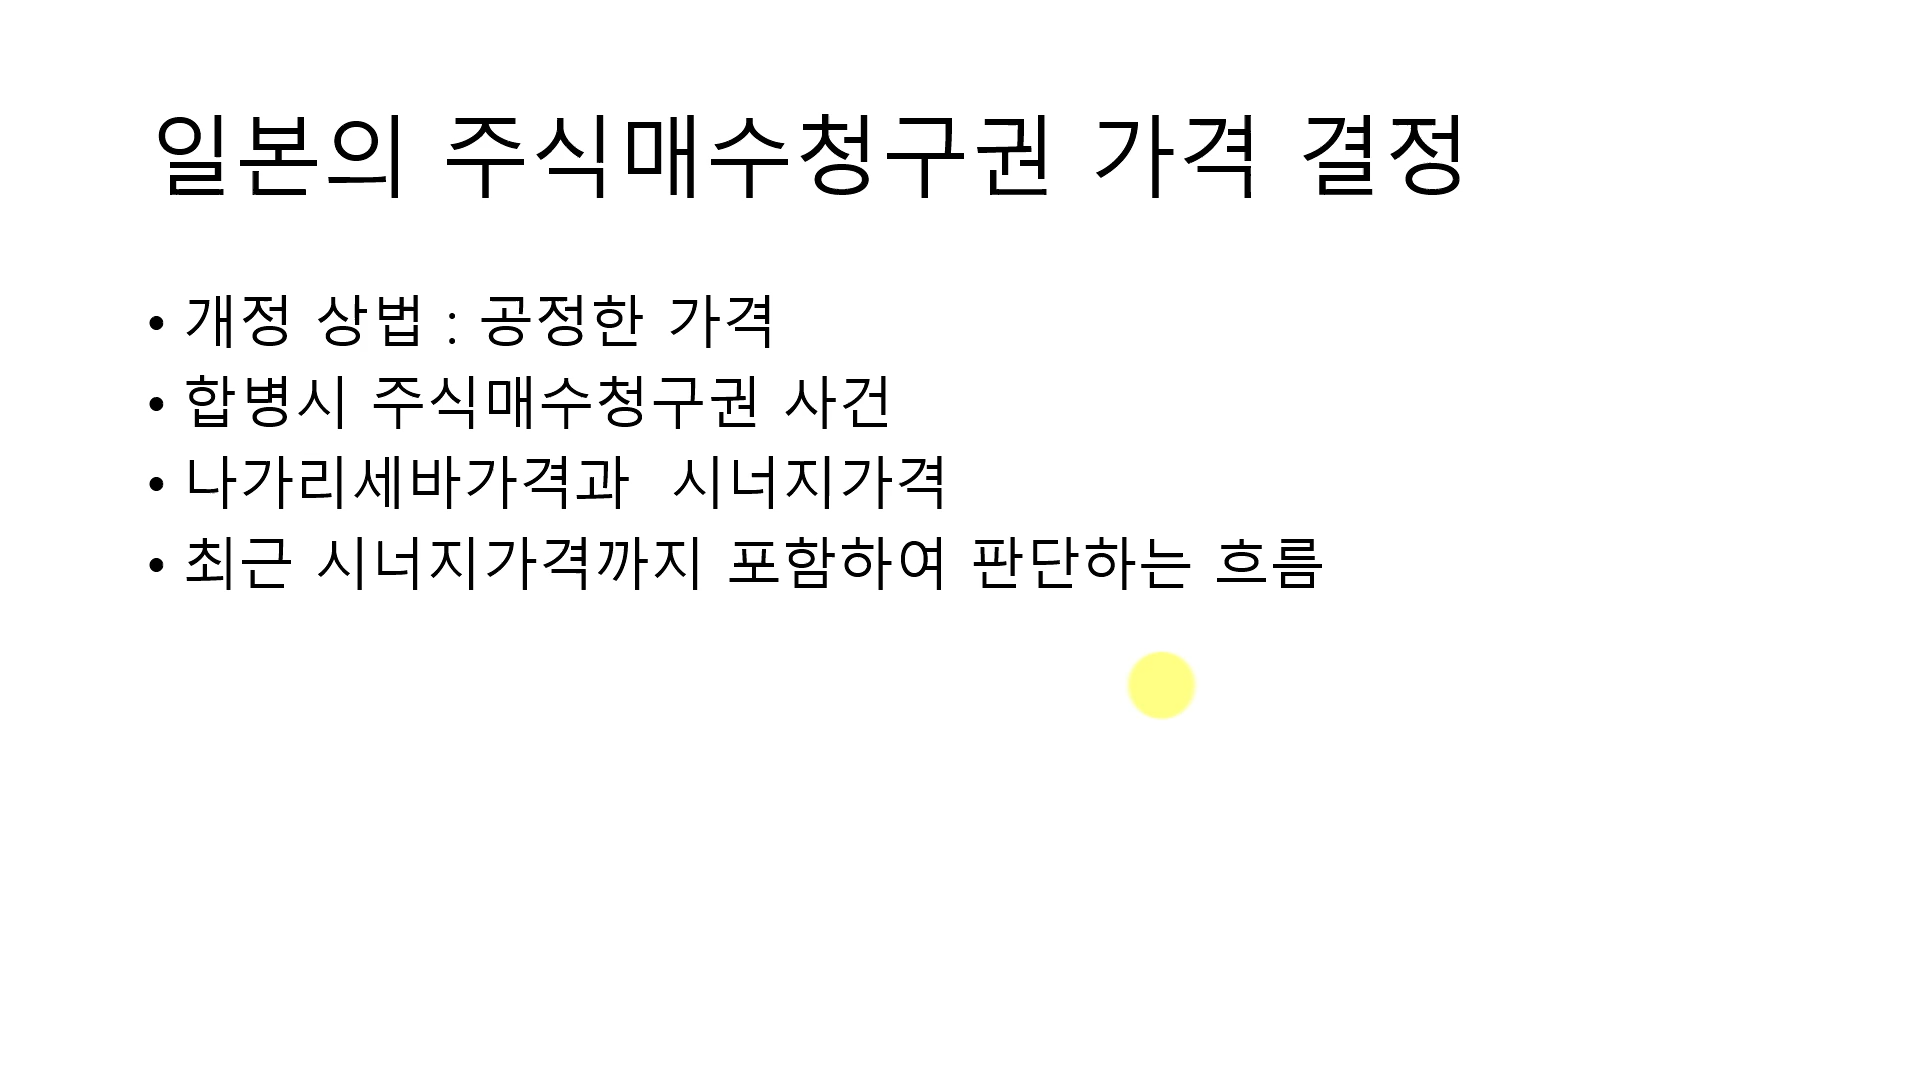 일본의 주식매수청구권 가격 결정
• 개정 상법 : 공정한 가격
• 합병시 주식매수청구권 사건
• 나가리세바가격과  시너지가격
• 최근 시너지가격까지 포함하여 판단하는 흐름